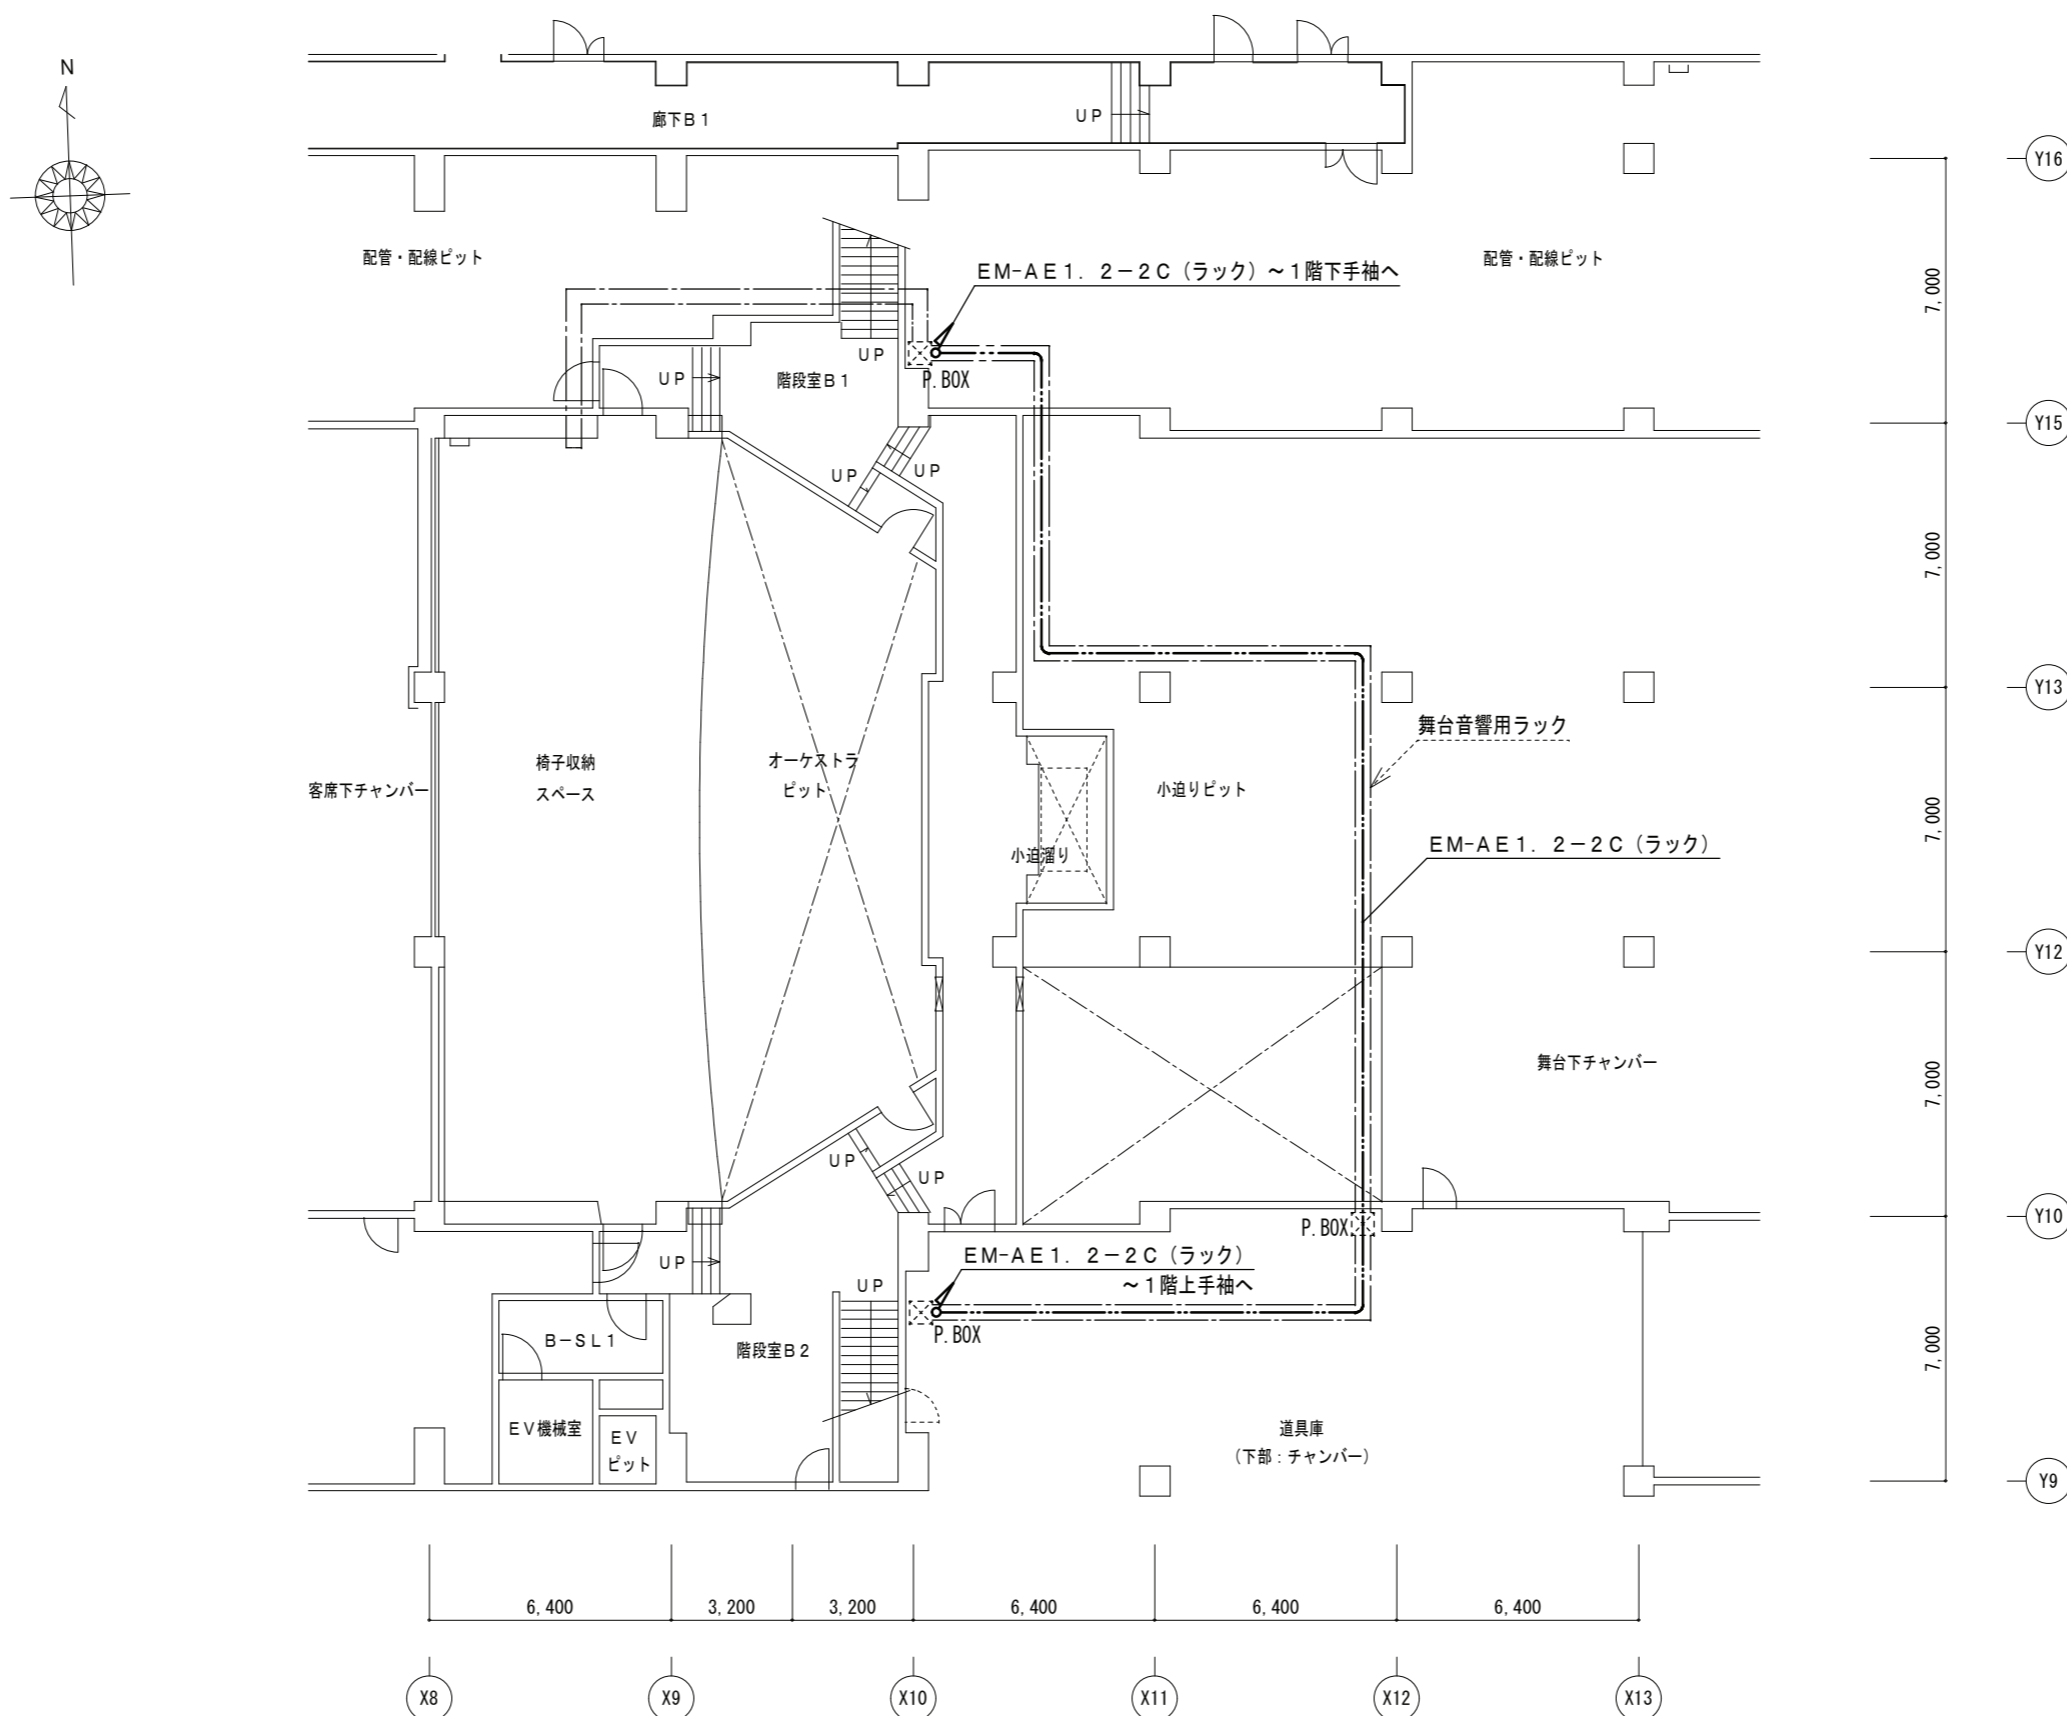 N
廊下B1
UP
Y16
配管・配線ピット
配管・配線ピット
EM-AE1.2-2C(ラック)~1階下手袖へ
7,000
UP
UP
階段室B1
P.BOX
Y15
UP
UP
7,000
Y13
舞台音響用ラック
椅子収納
スペース
オーケストラ
ピット
客席下チャンバー
小迫りピット
7,000
EM-AE1.2-2C(ラック)
小迫溜り
Y12
舞台下チャンバー
7,000
UP
UP
Y10
P.BOX
EM-AE1.2-2C(ラック)
~1階上手袖へ
UP
UP
P.BOX
B-SL1
階段室B2
7,000
EV機械室
EV
ピット
道具庫
(下部:チャンバー)
Y9
6,400
3,200
3,200
6,400
6,400
6,400
X8
X9
X10
X11
X12
X13